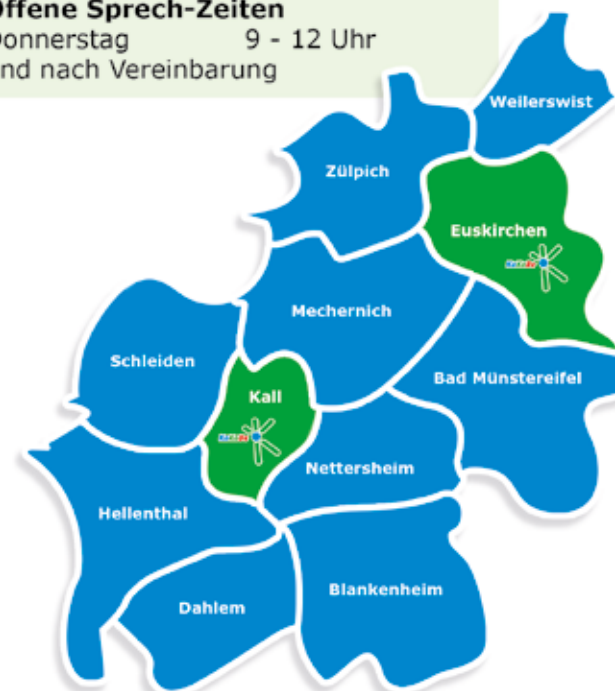 Offene Sprech-Zeiten
Donnerstag 9 - 12 Uhr
und nach Vereinbarung
Weilerswist
Zülpich
Euskirchen
Mechernich
Schleiden
Bad Münstereifel
Kall
Nettersheim
Hellenthal
Blankenheim
Dahlem